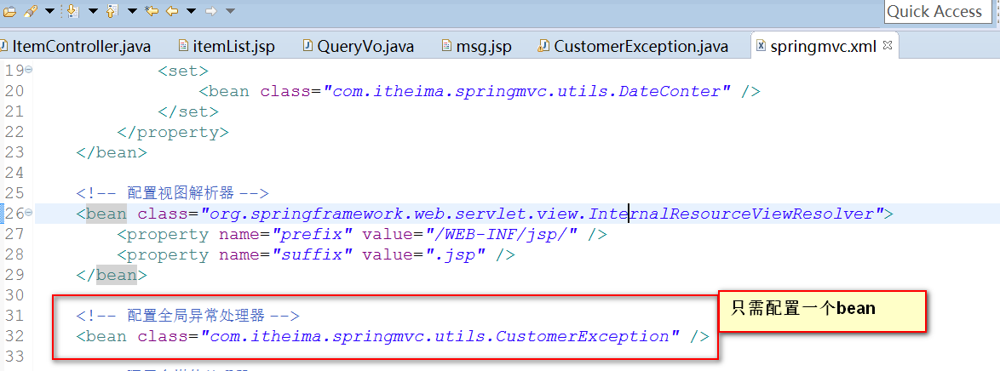 Quick Access
ItemController.java itemList.jsp QueryVo.java msg.jsp CustomerException.java springmvc.xml
19 <set>
20 <bean class="com.itheima.springmvc.utils.DateConter" />
21 </set>
22 </property>
23 </bean>
24
25 <!-- 配置视图解析器 -->
26 <bean class="org.springframework.web.servlet.view.InternalResourceViewResolver">
27 <property name="prefix" value="/WEB-INF/jsp/" />
28 <property name="suffix" value=".jsp" />
29 </bean>
30
31 <!-- 配置全局异常处理器 -->
只需配置一个bean
32 <bean class="com.itheima.springmvc.utils.CustomerException" />
33